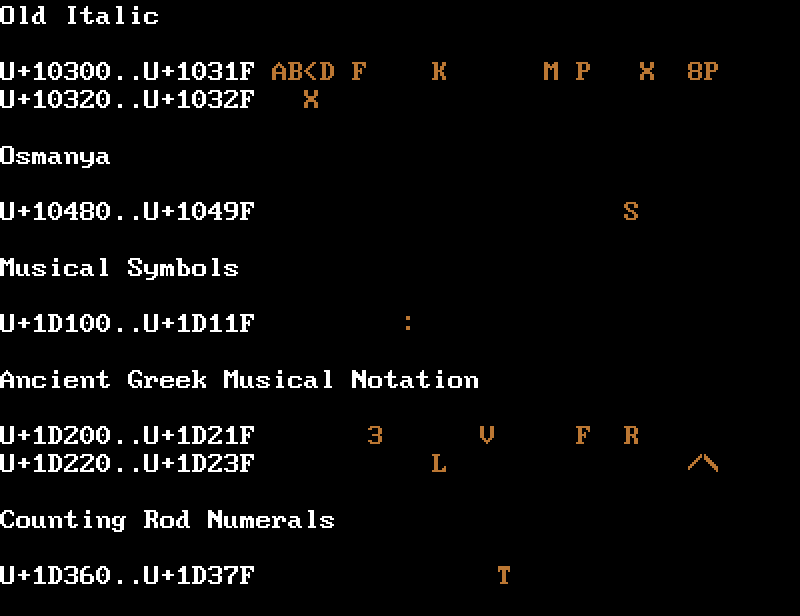 Old Italic
U+10300..U+1031F AB<D F    K      M P   X  8P
U+10320..U+1032F   X
Osmanya
U+10480..U+1049F                       S
Musical Symbols
U+1D100..U+1D11F         :
Ancient Greek Musical Notation
U+1D200..U+1D21F       3      V     F  R
U+1D220..U+1D23F           L               /\
Counting Rod Numerals
U+1D360..U+1D37F               T